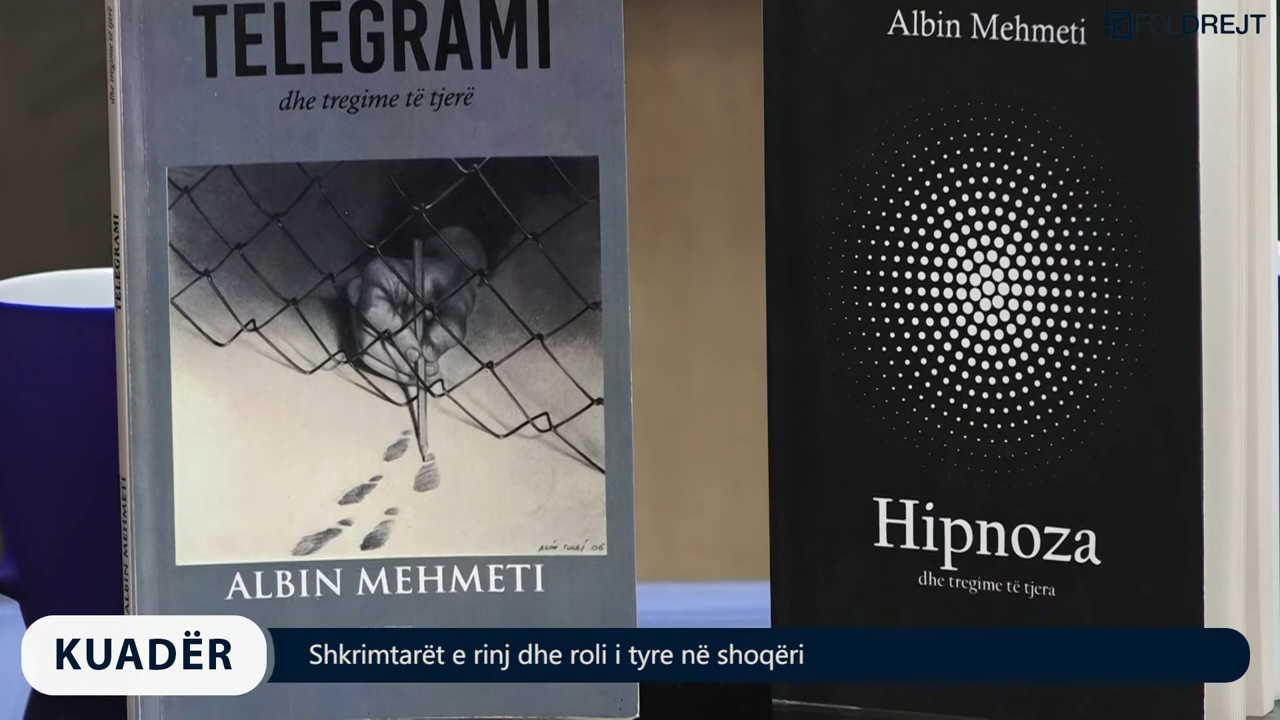 TELEGRAMI
dhe tregime të tjerë
ALBIN MEHMETI
TELEGRAMI
ALBIN MEHMETI
Albin Mehmeti
Hipnoza
dhe tregime të tjera
FOLDREJT
KUADËR
Shkrimtarët e rinj dhe roli i tyre në shoqëri